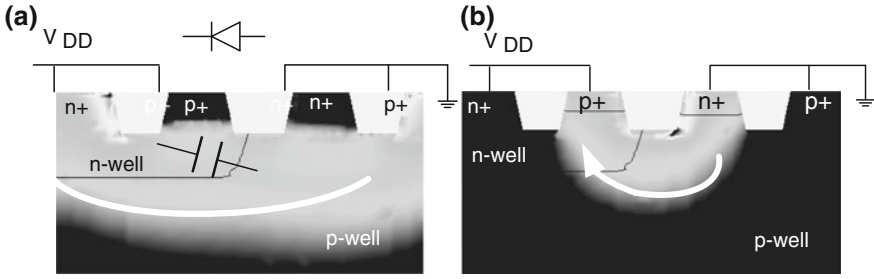 (a)
V DD
n+ p+ p+ n+ n+ p+
n-well
p-well
(b)
V DD
n+ p+ n+ p+
n-well
p-well